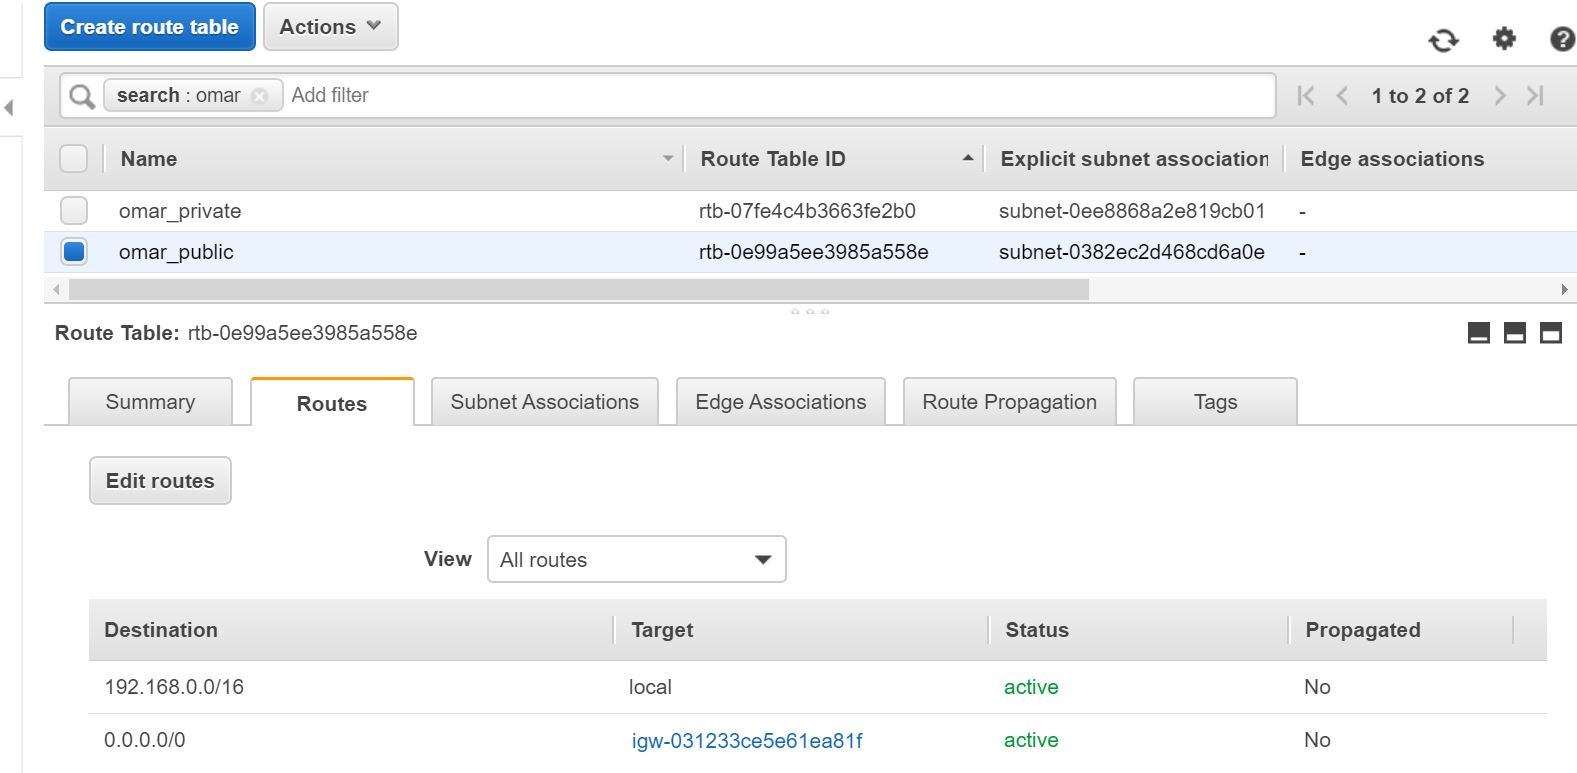 Create route table Actions
search : omar Add filter 1 to 2 of 2
Name Route Table ID Explicit subnet association Edge associations
omar_private rtb-07fe4c4b3663fe2b0 subnet-0ee8868a2e819cb01 -
omar_public rtb-0e99a5ee3985a558e subnet-0382ec2d468cd6a0e -
Route Table: rtb-0e99a5ee3985a558e
Summary Routes Subnet Associations Edge Associations Route Propagation Tags
Edit routes
View All routes
Destination Target Status Propagated
192.168.0.0/16 local active No
0.0.0.0/0 igw-031233ce5e61ea81f active No